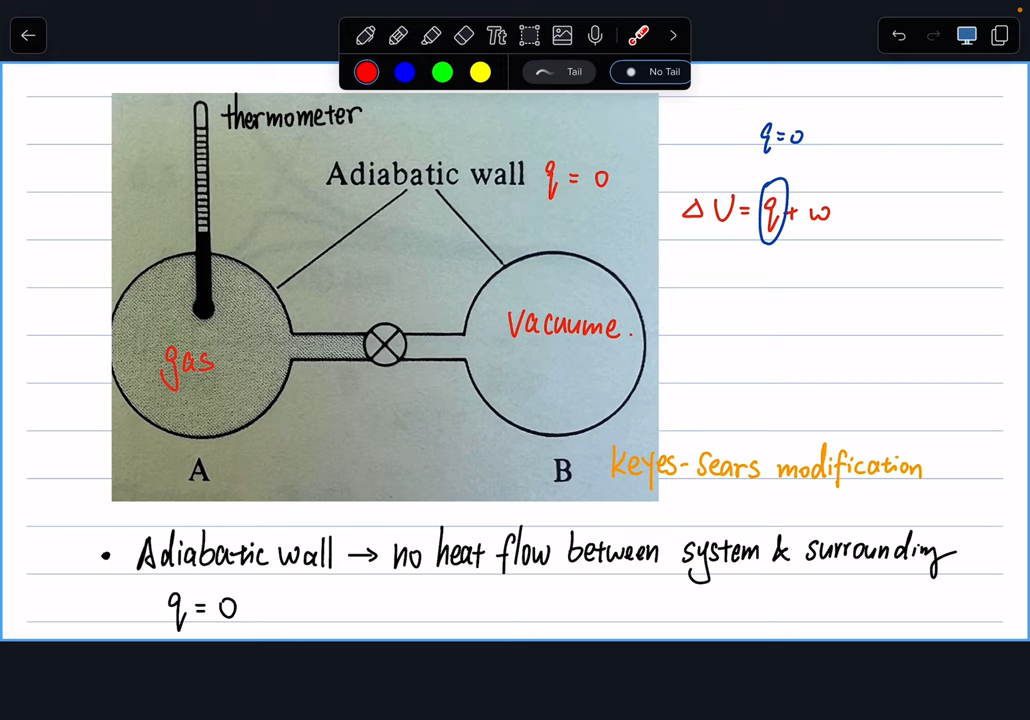 Tt
Tail
No Tail
thermometer
Adiabatic wall q = 0
q = 0
ΔU = q + w
gas
Vacuume.
A
B
Keyes-Sears modification
• Adiabatic wall → no heat flow between system & surrounding
q = 0